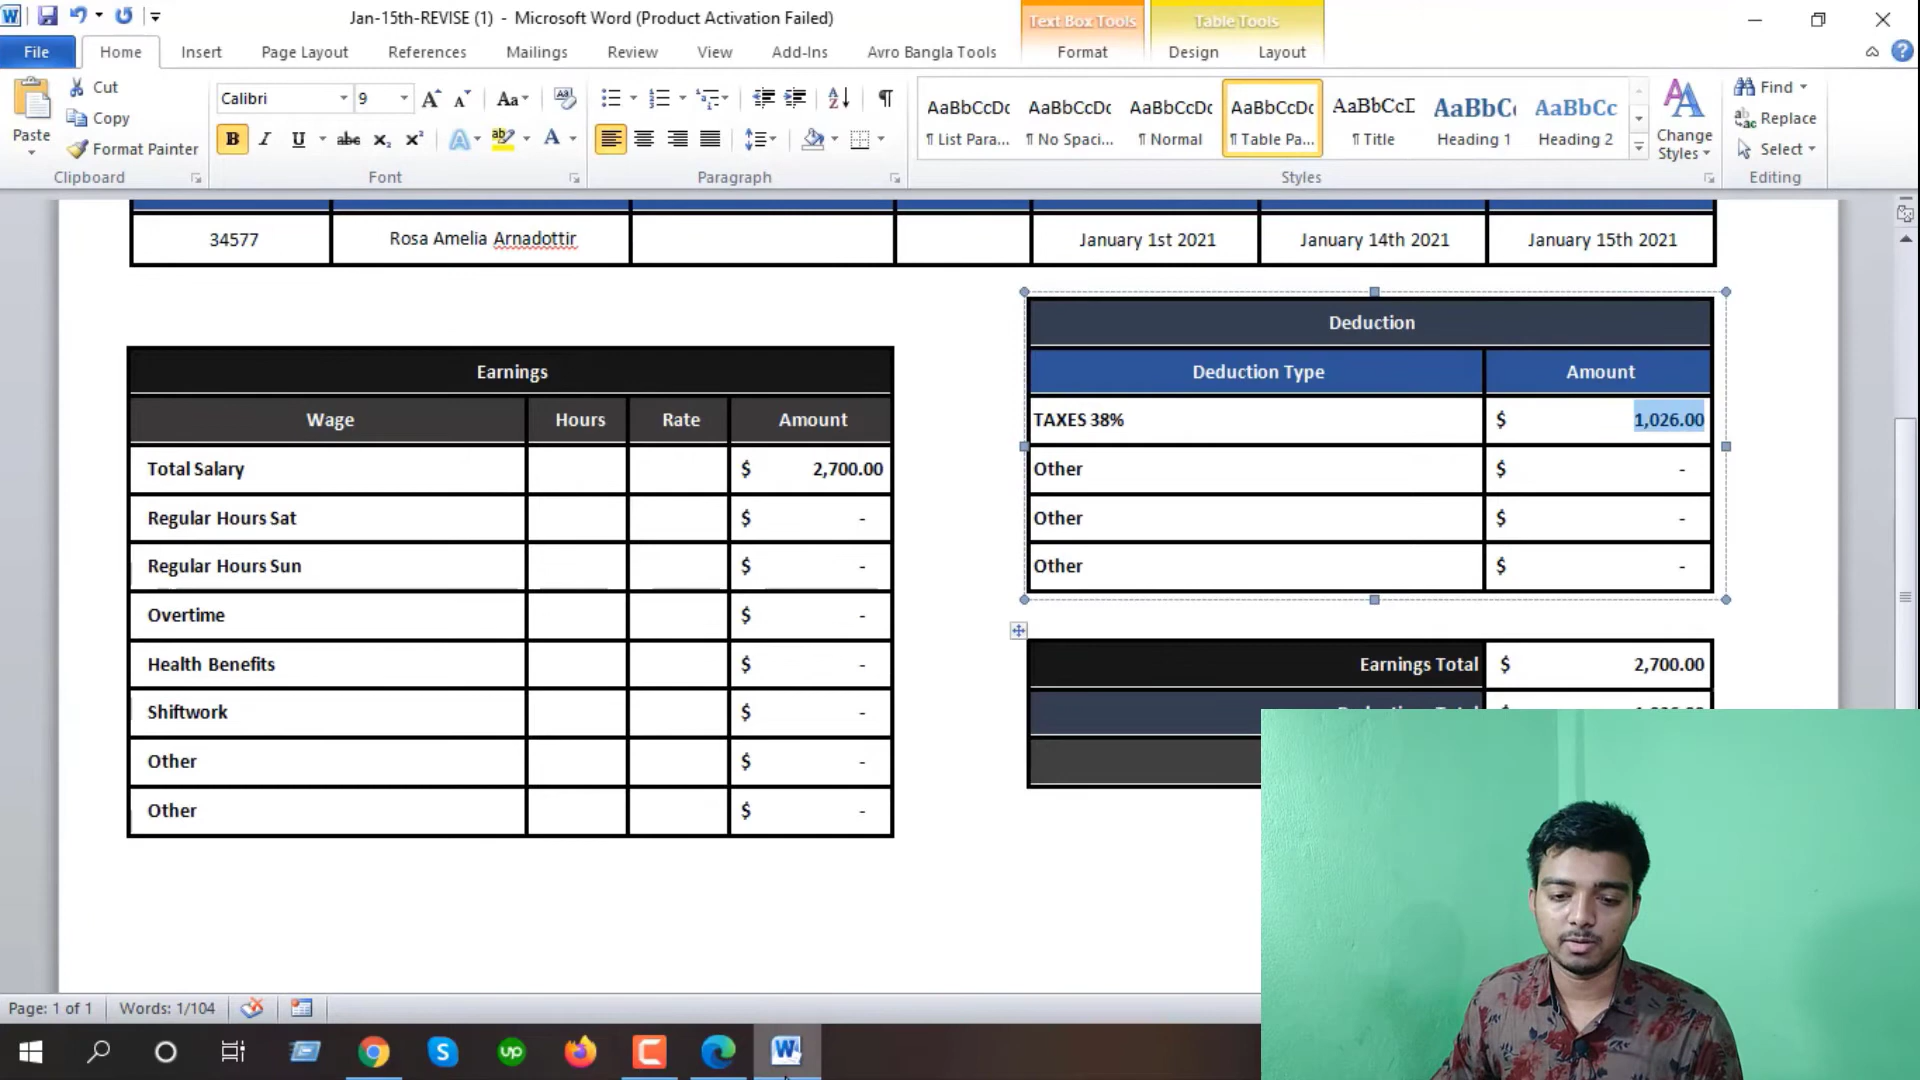 Jan-15th-REVISE (1) - Microsoft Word (Product Activation Failed)
Text Box Tools
Table Tools
File
Home
Insert
Page Layout
References
Mailings
Review
View
Add-Ins
Avro Bangla Tools
Format
Design
Layout
Paste
Cut
Copy
Format Painter
Clipboard
Calibri
9
Font
Paragraph
AaBbCcDc
¶ List Para...
AaBbCcDc
¶ No Spaci...
AaBbCcDc
¶ Normal
AaBbCcDc
¶ Table Pa...
AaBbCcD
¶ Title
AaBbC
Heading 1
AaBbCc
Heading 2
Change Styles
Styles
Find
Replace
Select
Editing
34577
Rosa Amelia Arnadottir
January 1st 2021
January 14th 2021
January 15th 2021
Earnings
Wage Hours Rate Amount
Total Salary $ 2,700.00
Regular Hours Sat $ -
Regular Hours Sun $ -
Overtime $ -
Health Benefits $ -
Shiftwork $ -
Other $ -
Other $ -
Deduction
Deduction Type Amount
TAXES 38% $ 1,026.00
Other $ -
Other $ -
Other $ -
Earnings Total $ 2,700.00
Page: 1 of 1
Words: 1/104